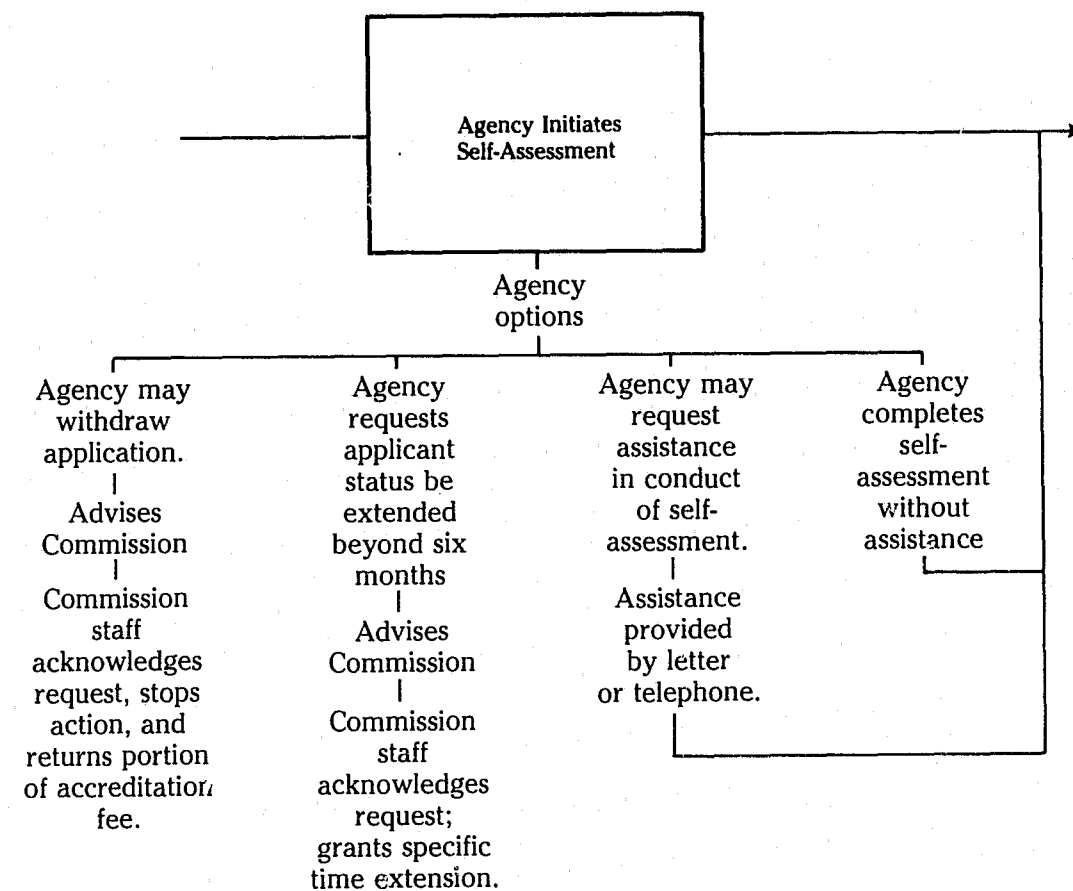 Agency Initiates
Self-Assessment
Agency
options
Agency may
withdraw
application.
Advises
Commission
Commission
staff
acknowledges
request, stops
action, and
returns portion
of accreditation
fee.
Agency
requests
applicant
status be
extended
beyond six
months
Advises
Commission
Commission
staff
acknowledges
request;
grants specific
time extension.
Agency may
request
assistance
in conduct
of self-
assessment.
Assistance
provided
by letter
or telephone.
Agency
completes
self-
assessment
without
assistance